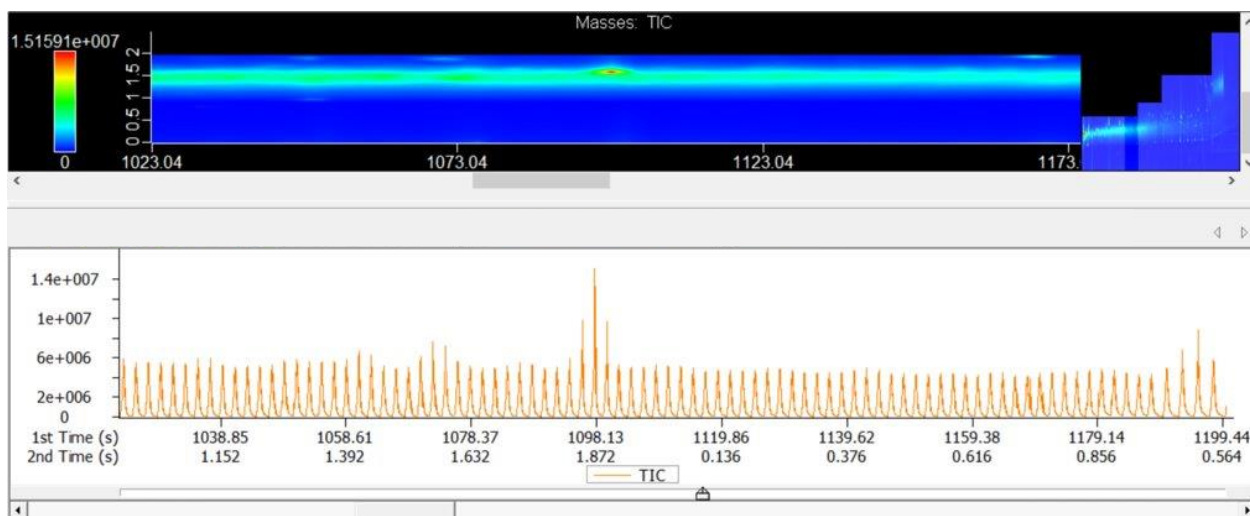 Masses: TIC
1.51591e+007
0
0 0.5 1 1.5 2
1023.04 1073.04 1123.04 1173.
1.4e+007
1e+007
6e+006
2e+006
0
1st Time (s) 1038.85 1058.61 1078.37 1098.13 1119.86 1139.62 1159.38 1179.14 1199.44
2nd Time (s) 1.152 1.392 1.632 1.872 0.136 0.376 0.616 0.856 0.564
TIC